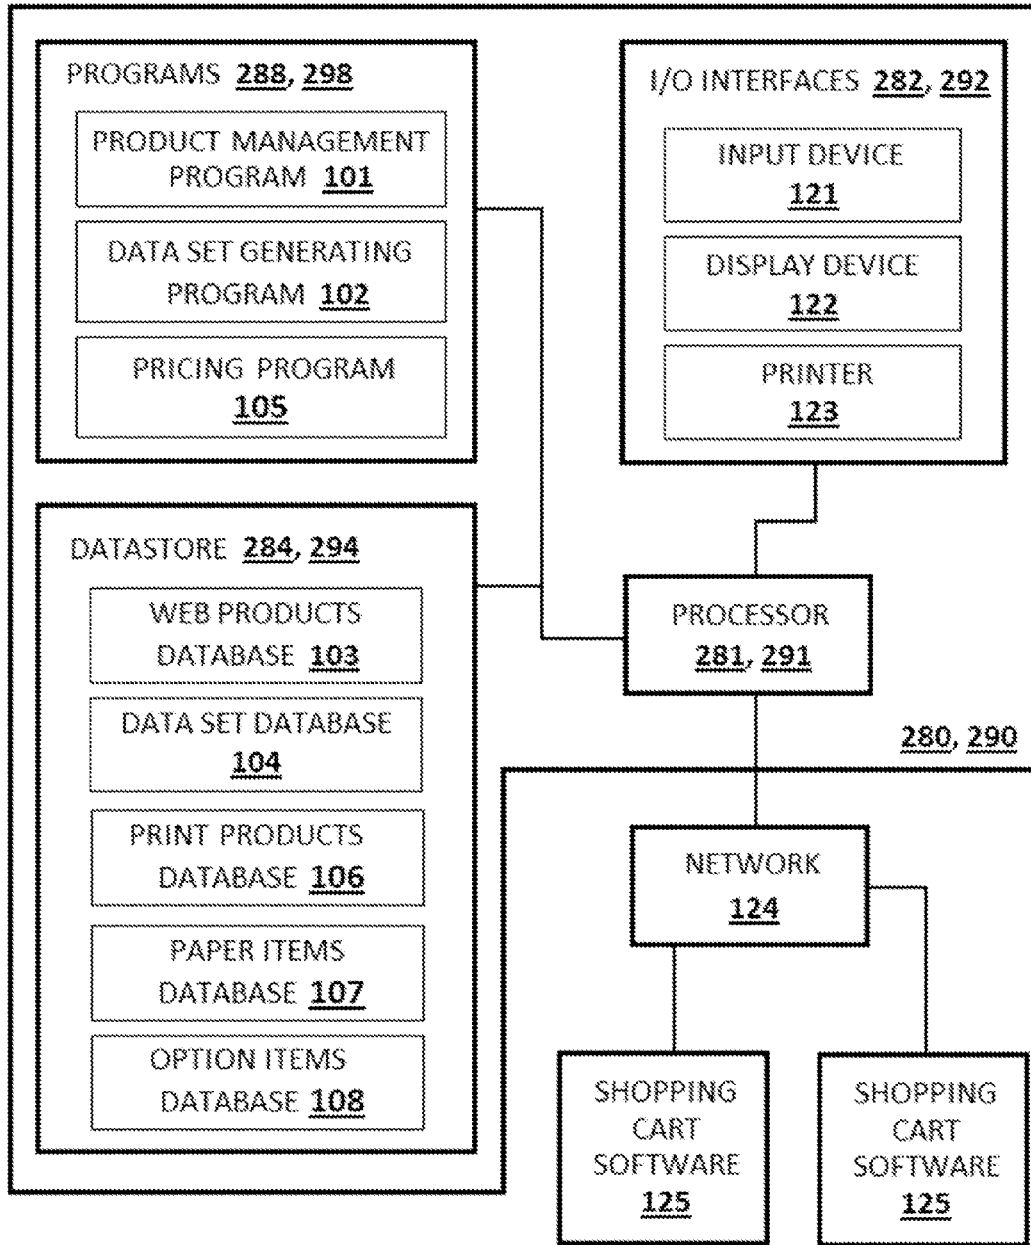 PROGRAMS 288, 298
PRODUCT MANAGEMENT
PROGRAM 101
DATA SET GENERATING
PROGRAM 102
PRICING PROGRAM
105
I/O INTERFACES 282, 292
INPUT DEVICE
121
DISPLAY DEVICE
122
PRINTER
123
DATASTORE 284, 294
WEB PRODUCTS
DATABASE 103
DATA SET DATABASE
104
PRINT PRODUCTS
DATABASE 106
PAPER ITEMS
DATABASE 107
OPTION ITEMS
DATABASE 108
PROCESSOR
281, 291
280, 290
NETWORK
124
SHOPPING
CART
SOFTWARE
125
SHOPPING
CART
SOFTWARE
125